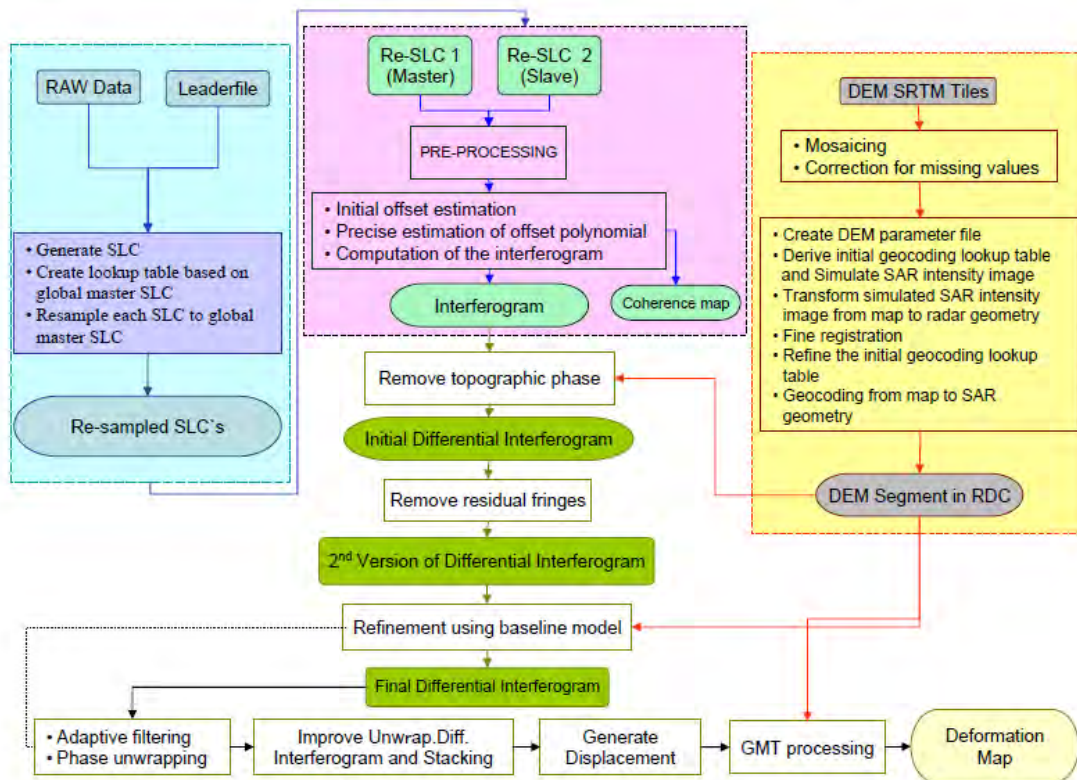 RAW Data
Leaderfile
• Generate SLC
• Create lookup table based on
global master SLC
• Resample each SLC to global
master SLC
Re-sampled SLC`s
Re-SLC 1
(Master)
Re-SLC 2
(Slave)
PRE-PROCESSING
• Initial offset estimation
• Precise estimation of offset polynomial
• Computation of the interferogram
Interferogram
Coherence map
DEM SRTM Tiles
• Mosaicing
• Correction for missing values
• Create DEM parameter file
• Derive initial geocoding lookup table
and Simulate SAR intensity image
• Transform simulated SAR intensity
image from map to radar geometry
• Fine registration
• Refine the initial geocoding lookup
table
• Geocoding from map to SAR
geometry
DEM Segment in RDC
Remove topographic phase
Initial Differential Interferogram
Remove residual fringes
2nd Version of Differential Interferogram
Refinement using baseline model
Final Differential Interferogram
• Adaptive filtering
• Phase unwrapping
Improve Unwrap.Diff.
Interferogram and Stacking
Generate
Displacement
GMT processing
Deformation
Map